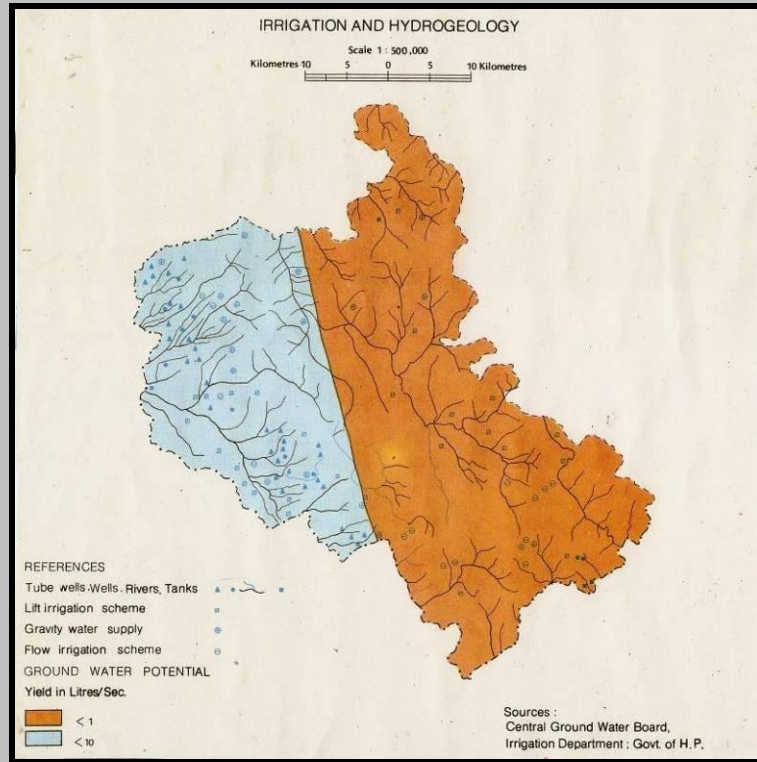 IRRIGATION AND HYDROGEOLOGY
Scale 1 : 500,000
Kilometres 10 5 0 5 10 Kilometres
REFERENCES
Tube wells.Wells. Rivers, Tanks
Lift irrigation scheme
Gravity water supply
Flow irrigation scheme
GROUND WATER POTENTIAL
Yield in Litres/Sec.
< 1
< 10
Sources :
Central Ground Water Board,
Irrigation Department : Govt. of H.P.